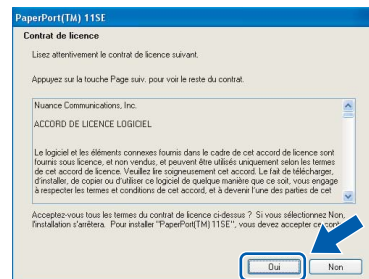 PaperPort(TM) 11SE
Contrat de licence
Lisez attentivement le contrat de licence suivant.
Appuyez sur la touche Page suiv. pour voir le reste du contrat.
Nuance Communications, Inc.
ACCORD DE LICENCE LOGICIEL
Le logiciel et les éléments connexes fournis dans le cadre de cet accord de licence sont
fournis sous licence, et non vendus, et peuvent être utilisés uniquement selon les termes
de cet accord de licence. Veuillez lire soigneusement cet accord. Le fait de télécharger,
d'installer, de copier ou d'utiliser ce logiciel de quelque manière que ce soit, vous engage
à respecter les termes et conditions de cet accord, et à devenir l'une des parties de cet
Acceptez-vous tous les termes du contrat de licence ci-dessus ? Si vous sélectionnez Non,
l'installation s'arrêtera. Pour installer "PaperPort(TM) 11SE", vous devez accepter ce
Oui
Non